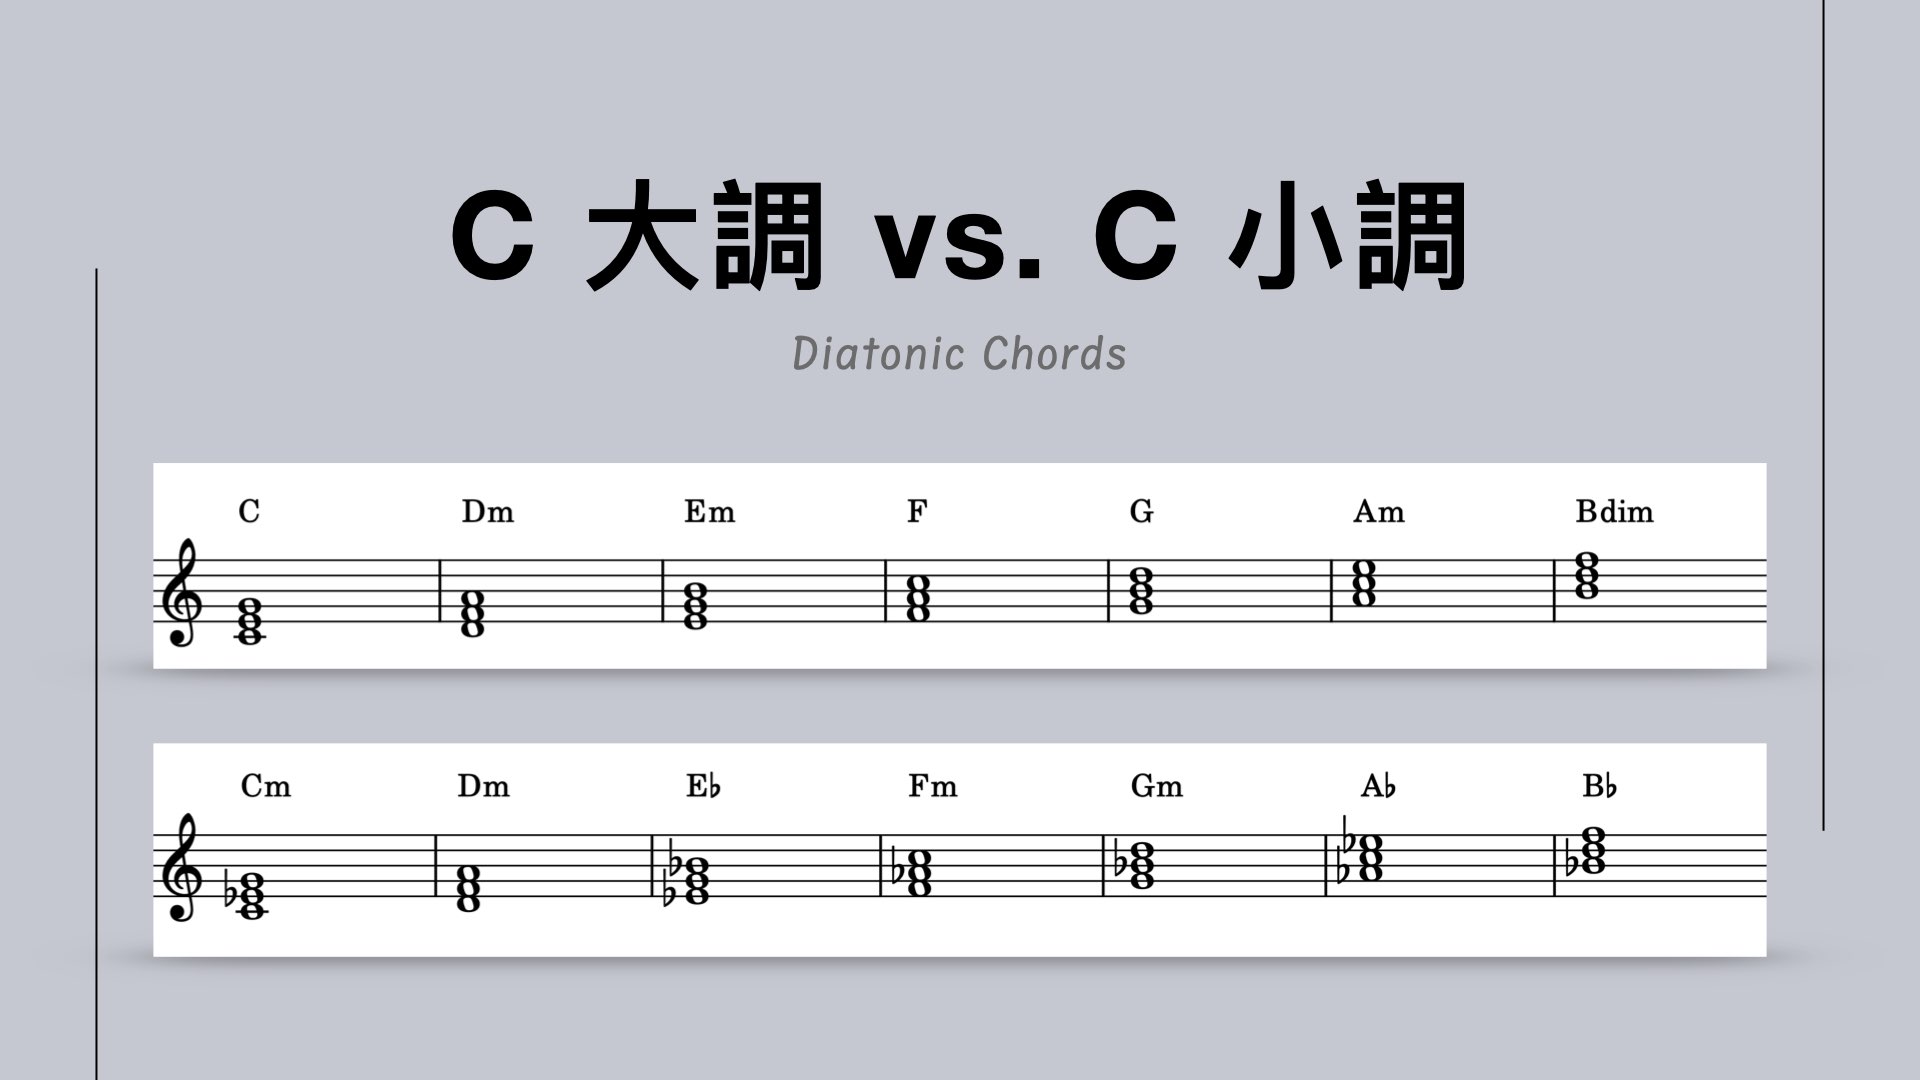 C 大調 vs. C 小調
Diatonic Chords
C Dm Em F G Am Bdim
Cm Dm E♭ Fm Gm A♭ B♭